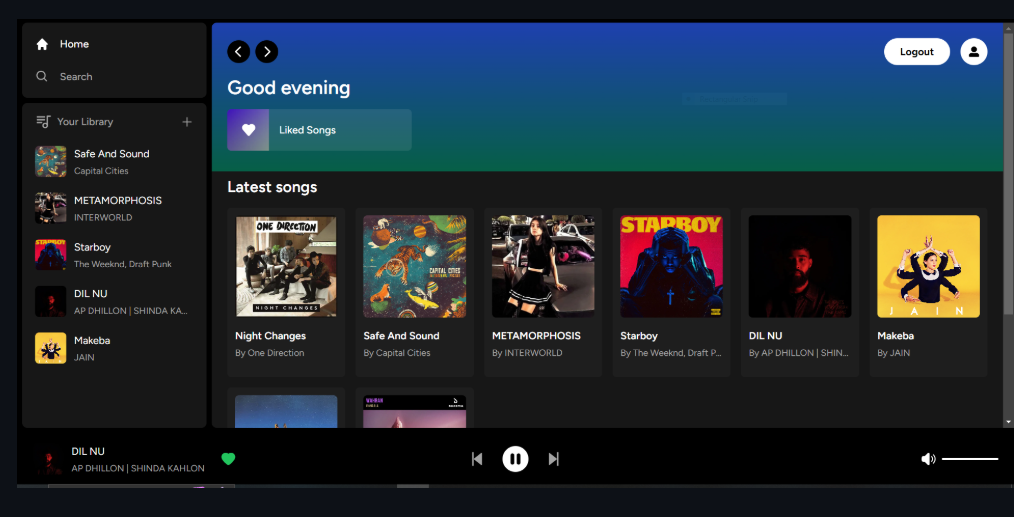 Home
Search
Your Library
Safe And Sound
Capital Cities
METAMORPHOSIS
INTERWORLD
STARBOY
Starboy
The Weeknd, Draft Punk
DIL NU
AP DHILLON | SHINDA KA...
Makeba
JAIN
Logout
Good evening
Liked Songs
Latest songs
ONE DIRECTION
NIGHT CHANGES
Night Changes
By One Direction
CAPITAL CITIES
Safe And Sound
By Capital Cities
METAMORPHOSIS
By INTERWORLD
STARBOY
Starboy
By The Weeknd, Draft P...
DIL NU
By AP DHILLON | SHIN...
JAIN
Makeba
By JAIN
DIL NU
AP DHILLON | SHINDA KAHLON